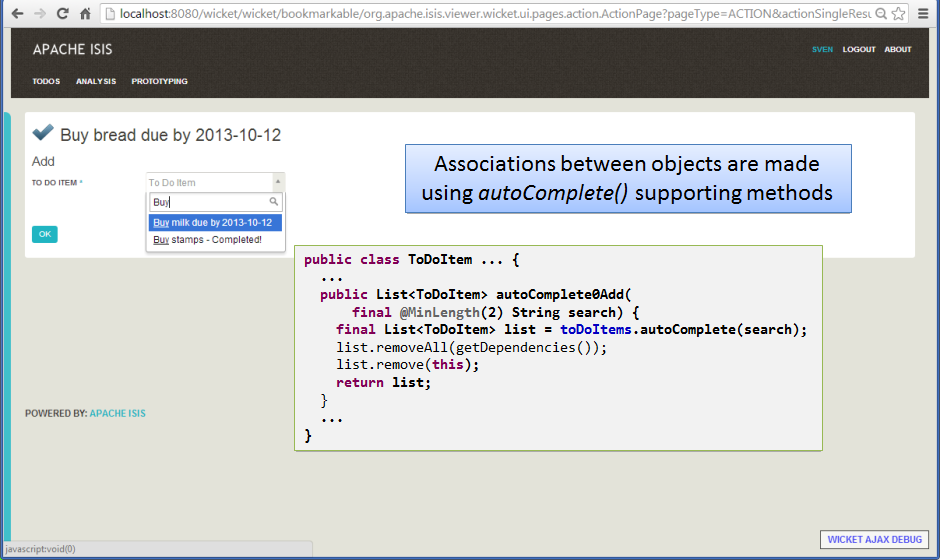 localhost:8080/wicket/wicket/bookmarkable/org.apache.isis.viewer.wicket.ui.pages.action.ActionPage?pageType=ACTION&actionSingleResu
APACHE ISIS
SVEN LOGOUT ABOUT
TODOS ANALYSIS PROTOTYPING
Buy bread due by 2013-10-12
Add
TO DO ITEM *
To Do Item
Buy
Buy milk due by 2013-10-12
Buy stamps - Completed!
OK
Associations between objects are made
using autoComplete() supporting methods
public class ToDoItem ... {
...
public List<ToDoItem> autoComplete0Add(
final @MinLength(2) String search) {
final List<ToDoItem> list = toDoItems.autoComplete(search);
list.removeAll(getDependencies());
list.remove(this);
return list;
}
...
}
POWERED BY: APACHE ISIS
WICKET AJAX DEBUG
javascript:void(0)